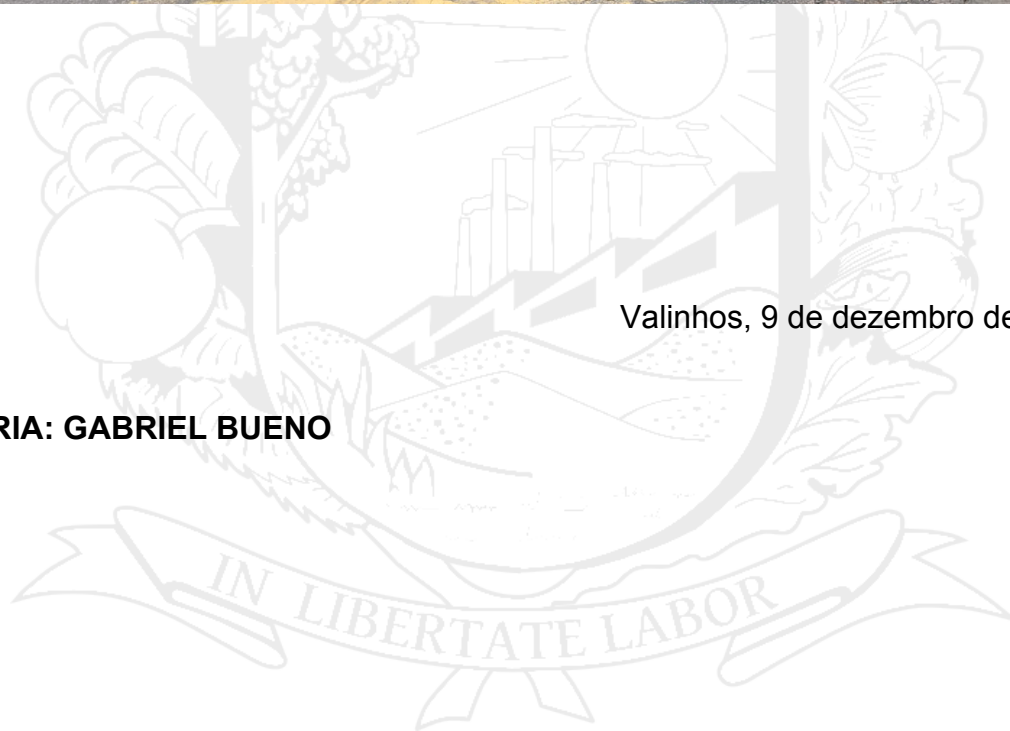 Valinhos, 9 de dezembro de
RIA: GABRIEL BUENO
IN LIBERTATE LABOR